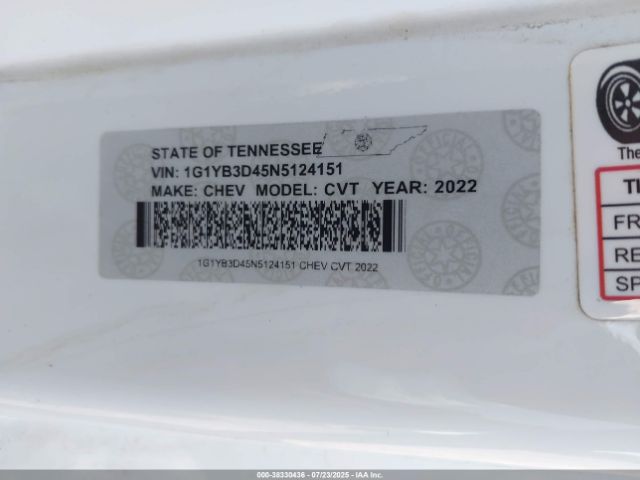 STATE OF TENNESSEE
VIN: 1G1YB3D45N5124151
MAKE: CHEV MODEL: CVT YEAR: 2022
1G1YB3D45N5124151 CHEV CVT 2022
The
TI
FR
RE
SP
000-38330436 - 07/23/2025 - IAA Inc.